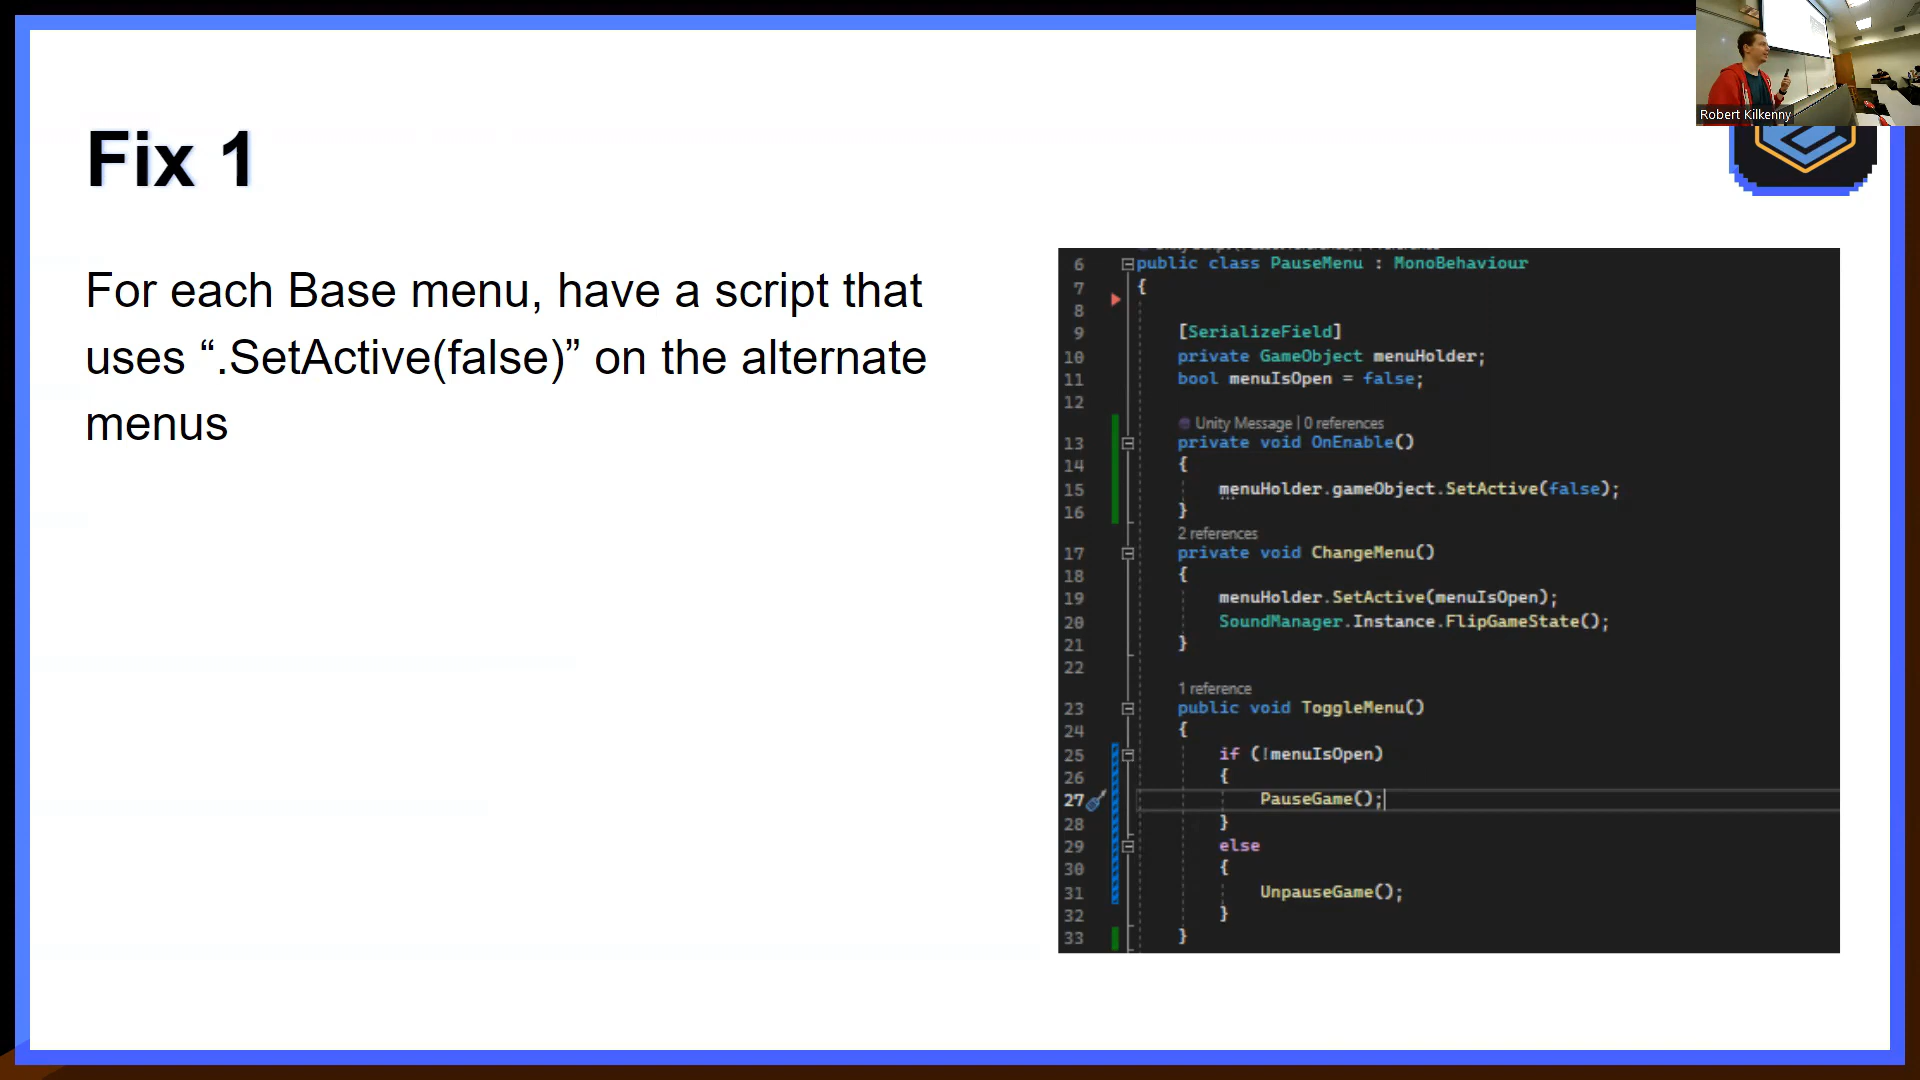 Robert Kilkenny
Fix 1
For each Base menu, have a script that
uses “.SetActive(false)” on the alternate
menus
6 public class PauseMenu : MonoBehaviour
7 {
8
9 [SerializeField]
10 private GameObject menuHolder;
11 bool menuIsOpen = false;
12
Unity Message | 0 references
13 private void OnEnable()
14 {
15 menuHolder.gameObject.SetActive(false);
16 }
2 references
17 private void ChangeMenu()
18 {
19 menuHolder.SetActive(menuIsOpen);
20 SoundManager.Instance.FlipGameState();
21 }
22
1 reference
23 public void ToggleMenu()
24 {
25 if (!menuIsOpen)
26 {
27 PauseGame();
28 }
29 else
30 {
31 UnpauseGame();
32 }
33 }